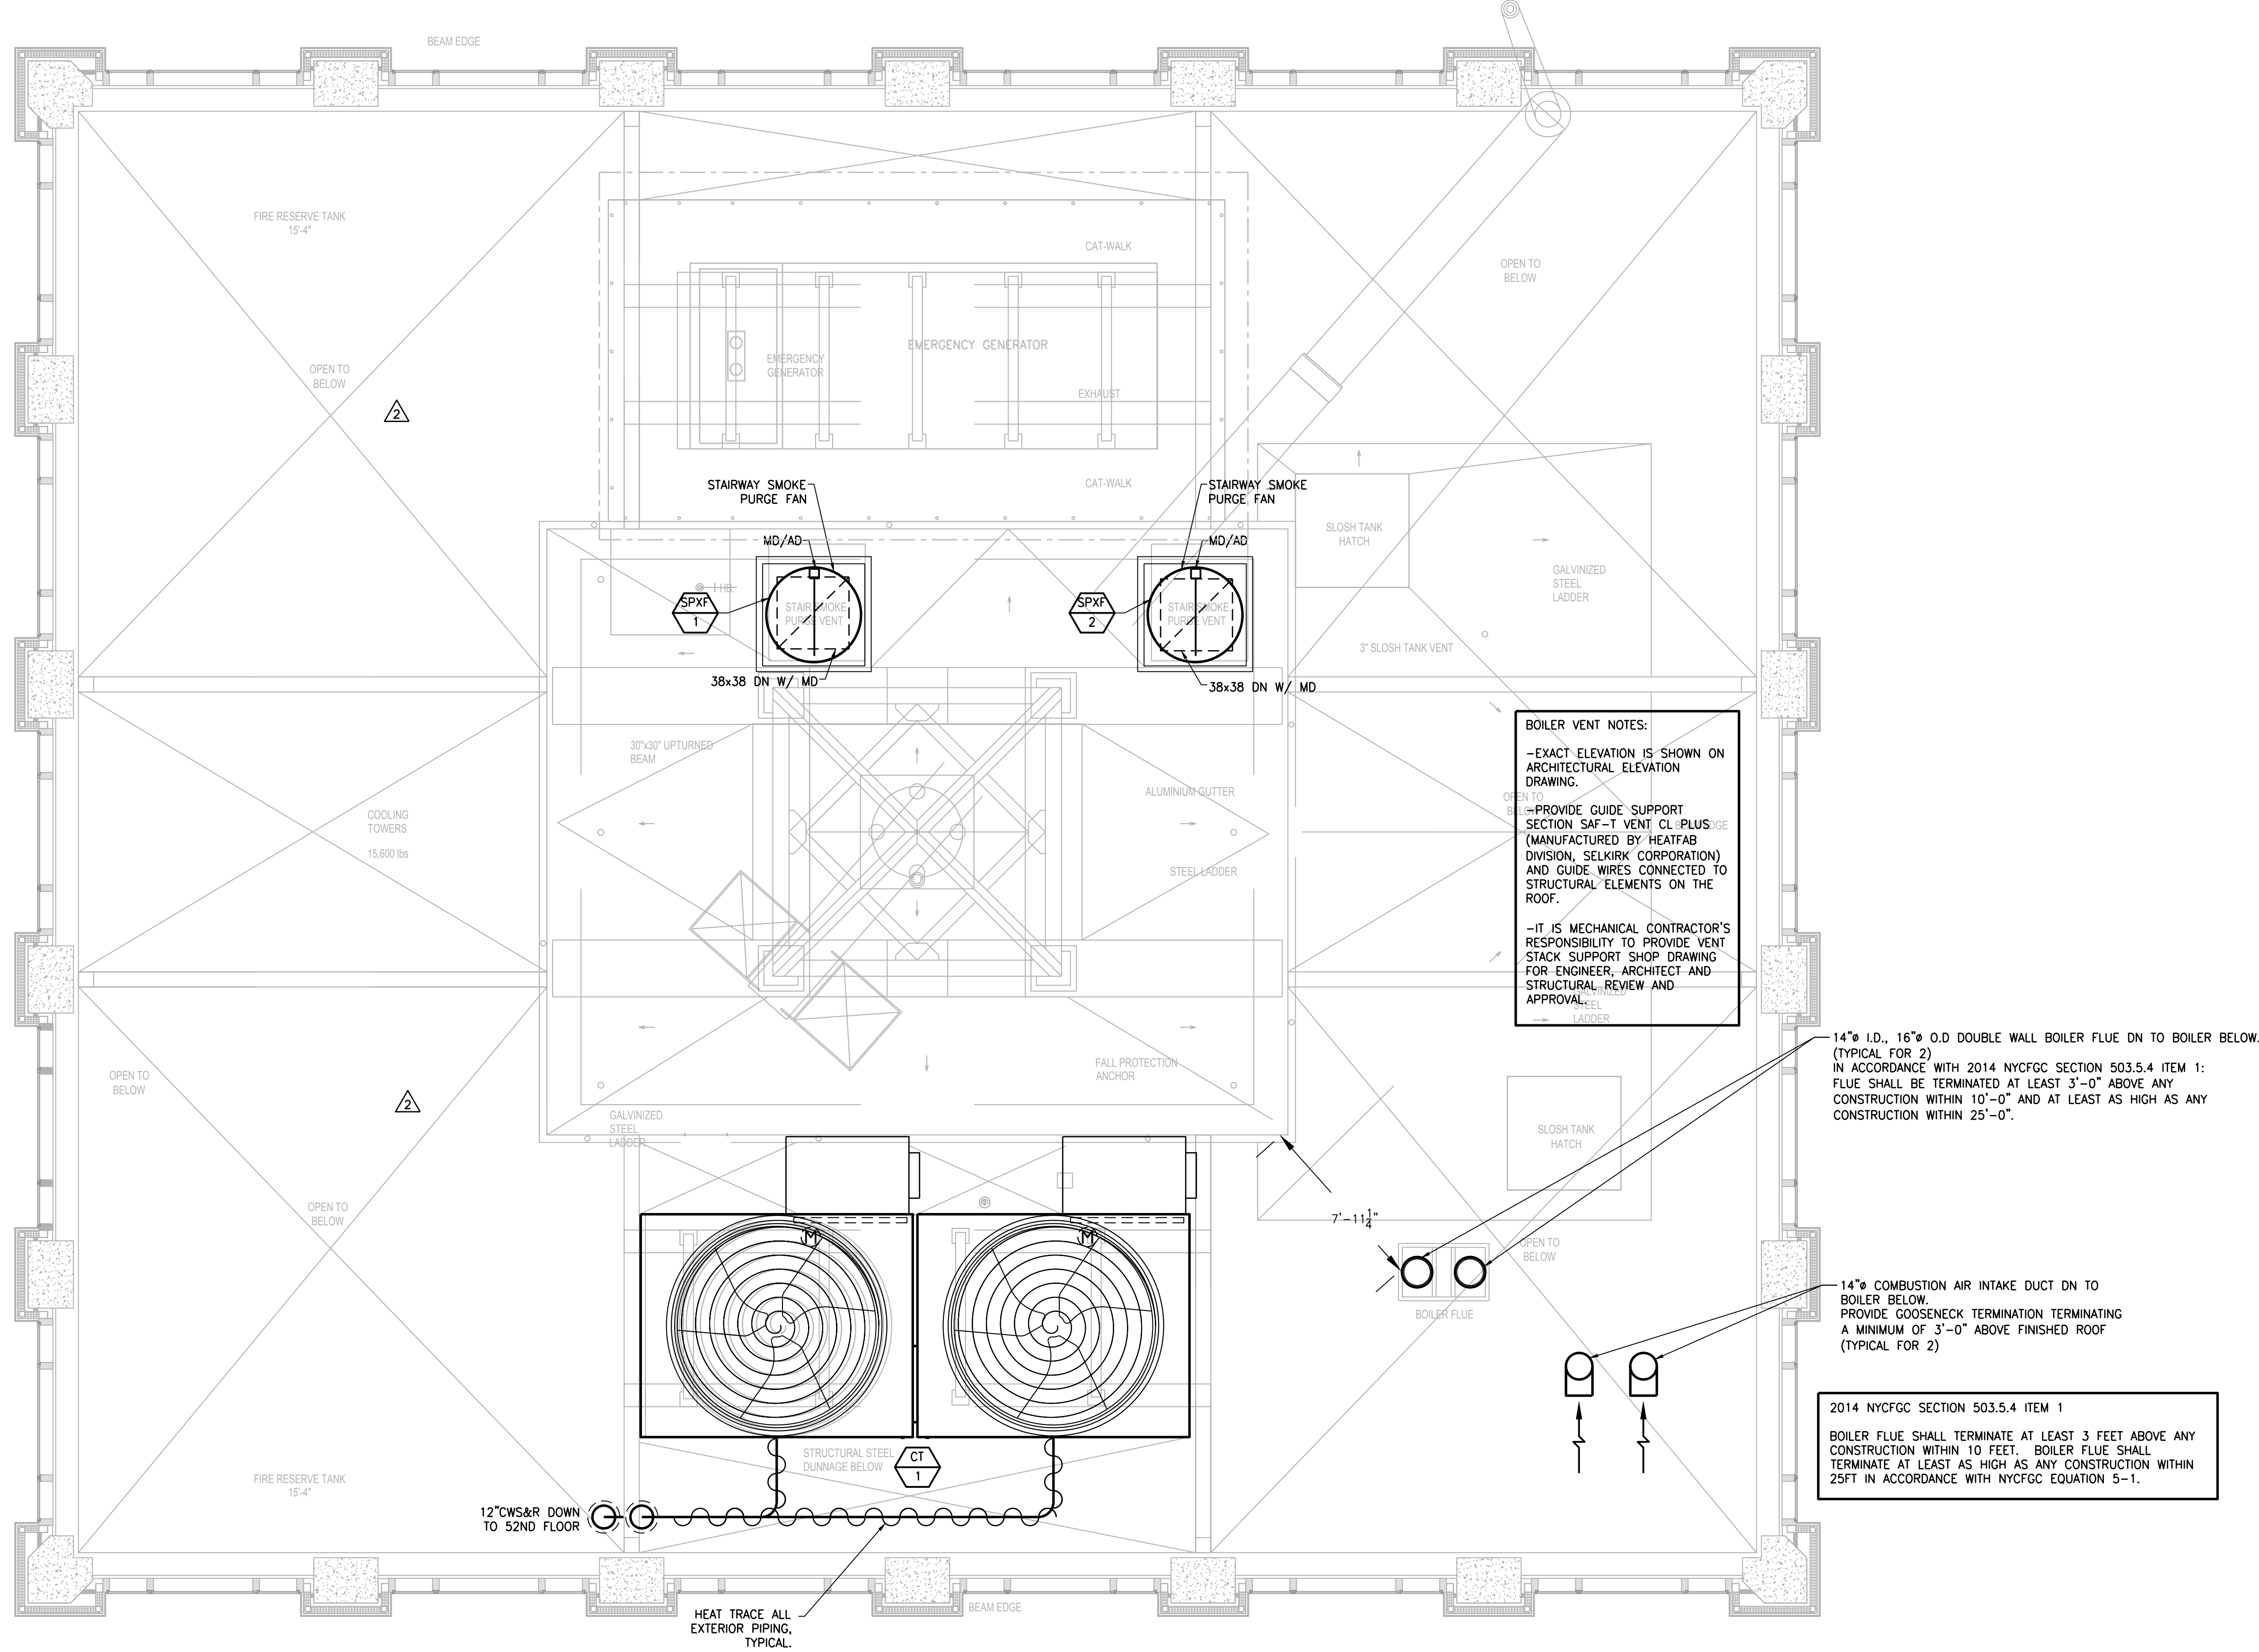 BEAM EDGE
FIRE RESERVE TANK
15'-4"
CAT-WALK
OPEN TO
BELOW
EMERGENCY GENERATOR
EMERGENCY
GENERATOR
OPEN TO
BELOW
EXHAUST
2
STAIRWAY SMOKE
PURGE FAN
CAT-WALK
STAIRWAY SMOKE
PURGE FAN
SLOSH TANK
HATCH
MD/AD
MD/AD
GALVINIZED
STEEL
LADDER
HB.
SPXF
1
STAIR SMOKE
PURGE VENT
SPXF
2
STAIR SMOKE
PURGE VENT
3" SLOSH TANK VENT
38x38 DN W/ MD
38x38 DN W/ MD
30"x30" UPTURNED
BEAM
BOILER VENT NOTES:
-EXACT ELEVATION IS SHOWN ON
ARCHITECTURAL ELEVATION
DRAWING.
-PROVIDE GUIDE SUPPORT
SECTION SAF-T VENT CL PLUS
(MANUFACTURED BY HEATFAB
DIVISION, SELKIRK CORPORATION)
AND GUIDE WIRES CONNECTED TO
STRUCTURAL ELEMENTS ON THE
ROOF.
-IT IS MECHANICAL CONTRACTOR'S
RESPONSIBILITY TO PROVIDE VENT
STACK SUPPORT SHOP DRAWING
FOR ENGINEER, ARCHITECT AND
STRUCTURAL REVIEW AND
APPROVAL.
OPEN TO
BELOW
ALUMINIUM GUTTER
COOLING
TOWERS
15,600 lbs
STEEL LADDER
GALVINIZED
STEEL
LADDER
14"ø I.D., 16"ø O.D DOUBLE WALL BOILER FLUE DN TO BOILER BELOW.
(TYPICAL FOR 2)
IN ACCORDANCE WITH 2014 NYCFGC SECTION 503.5.4 ITEM 1:
FLUE SHALL BE TERMINATED AT LEAST 3'-0" ABOVE ANY
CONSTRUCTION WITHIN 10'-0" AND AT LEAST AS HIGH AS ANY
CONSTRUCTION WITHIN 25'-0".
FALL PROTECTION
ANCHOR
OPEN TO
BELOW
2
GALVINIZED
STEEL
LADDER
SLOSH TANK
HATCH
OPEN TO
BELOW
7'-11 1/4"
OPEN TO
BELOW
M
M
BOILER FLUE
14"ø COMBUSTION AIR INTAKE DUCT DN TO
BOILER BELOW.
PROVIDE GOOSENECK TERMINATION TERMINATING
A MINIMUM OF 3'-0" ABOVE FINISHED ROOF
(TYPICAL FOR 2)
2014 NYCFGC SECTION 503.5.4 ITEM 1
BOILER FLUE SHALL TERMINATE AT LEAST 3 FEET ABOVE ANY
CONSTRUCTION WITHIN 10 FEET. BOILER FLUE SHALL
TERMINATE AT LEAST AS HIGH AS ANY CONSTRUCTION WITHIN
25FT IN ACCORDANCE WITH NYCFGC EQUATION 5-1.
STRUCTURAL STEEL
DUNNAGE BELOW
CT
1
FIRE RESERVE TANK
15'-4"
12"CWS&R DOWN
TO 52ND FLOOR
BEAM EDGE
HEAT TRACE ALL
EXTERIOR PIPING,
TYPICAL.